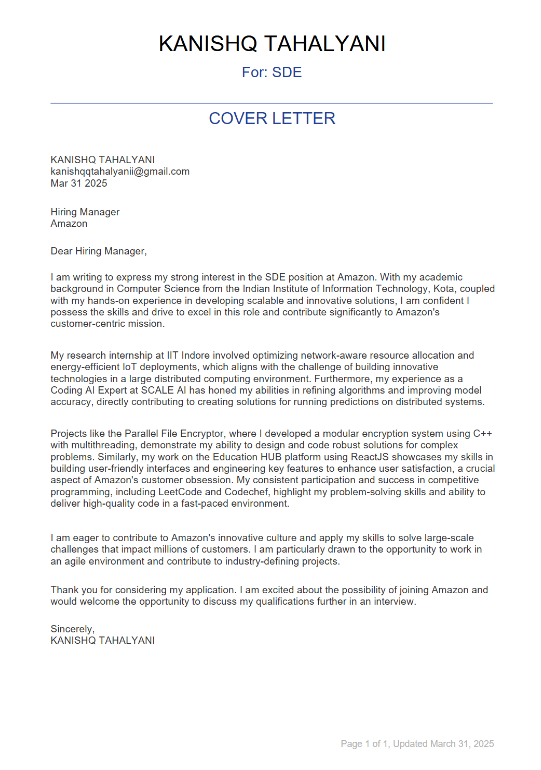 KANISHQ TAHALYANI
For: SDE
COVER LETTER
KANISHQ TAHALYANI
kanishqqtahalyanii@gmail.com
Mar 31 2025
Hiring Manager
Amazon
Dear Hiring Manager,
I am writing to express my strong interest in the SDE position at Amazon. With my academic
background in Computer Science from the Indian Institute of Information Technology, Kota, coupled
with my hands-on experience in developing scalable and innovative solutions, I am confident I
possess the skills and drive to excel in this role and contribute significantly to Amazon's
customer-centric mission.
My research internship at IIT Indore involved optimizing network-aware resource allocation and
energy-efficient IoT deployments, which aligns with the challenge of building innovative
technologies in a large distributed computing environment. Furthermore, my experience as a
Coding AI Expert at SCALE AI has honed my abilities in refining algorithms and improving model
accuracy, directly contributing to creating solutions for running predictions on distributed systems.
Projects like the Parallel File Encryptor, where I developed a modular encryption system using C++
with multithreading, demonstrate my ability to design and code robust solutions for complex
problems. Similarly, my work on the Education HUB platform using ReactJS showcases my skills in
building user-friendly interfaces and engineering key features to enhance user satisfaction, a crucial
aspect of Amazon's customer obsession. My consistent participation and success in competitive
programming, including LeetCode and Codechef, highlight my problem-solving skills and ability to
deliver high-quality code in a fast-paced environment.
I am eager to contribute to Amazon's innovative culture and apply my skills to solve large-scale
challenges that impact millions of customers. I am particularly drawn to the opportunity to work in
an agile environment and contribute to industry-defining projects.
Thank you for considering my application. I am excited about the possibility of joining Amazon and
would welcome the opportunity to discuss my qualifications further in an interview.
Sincerely,
KANISHQ TAHALYANI
Page 1 of 1, Updated March 31, 2025